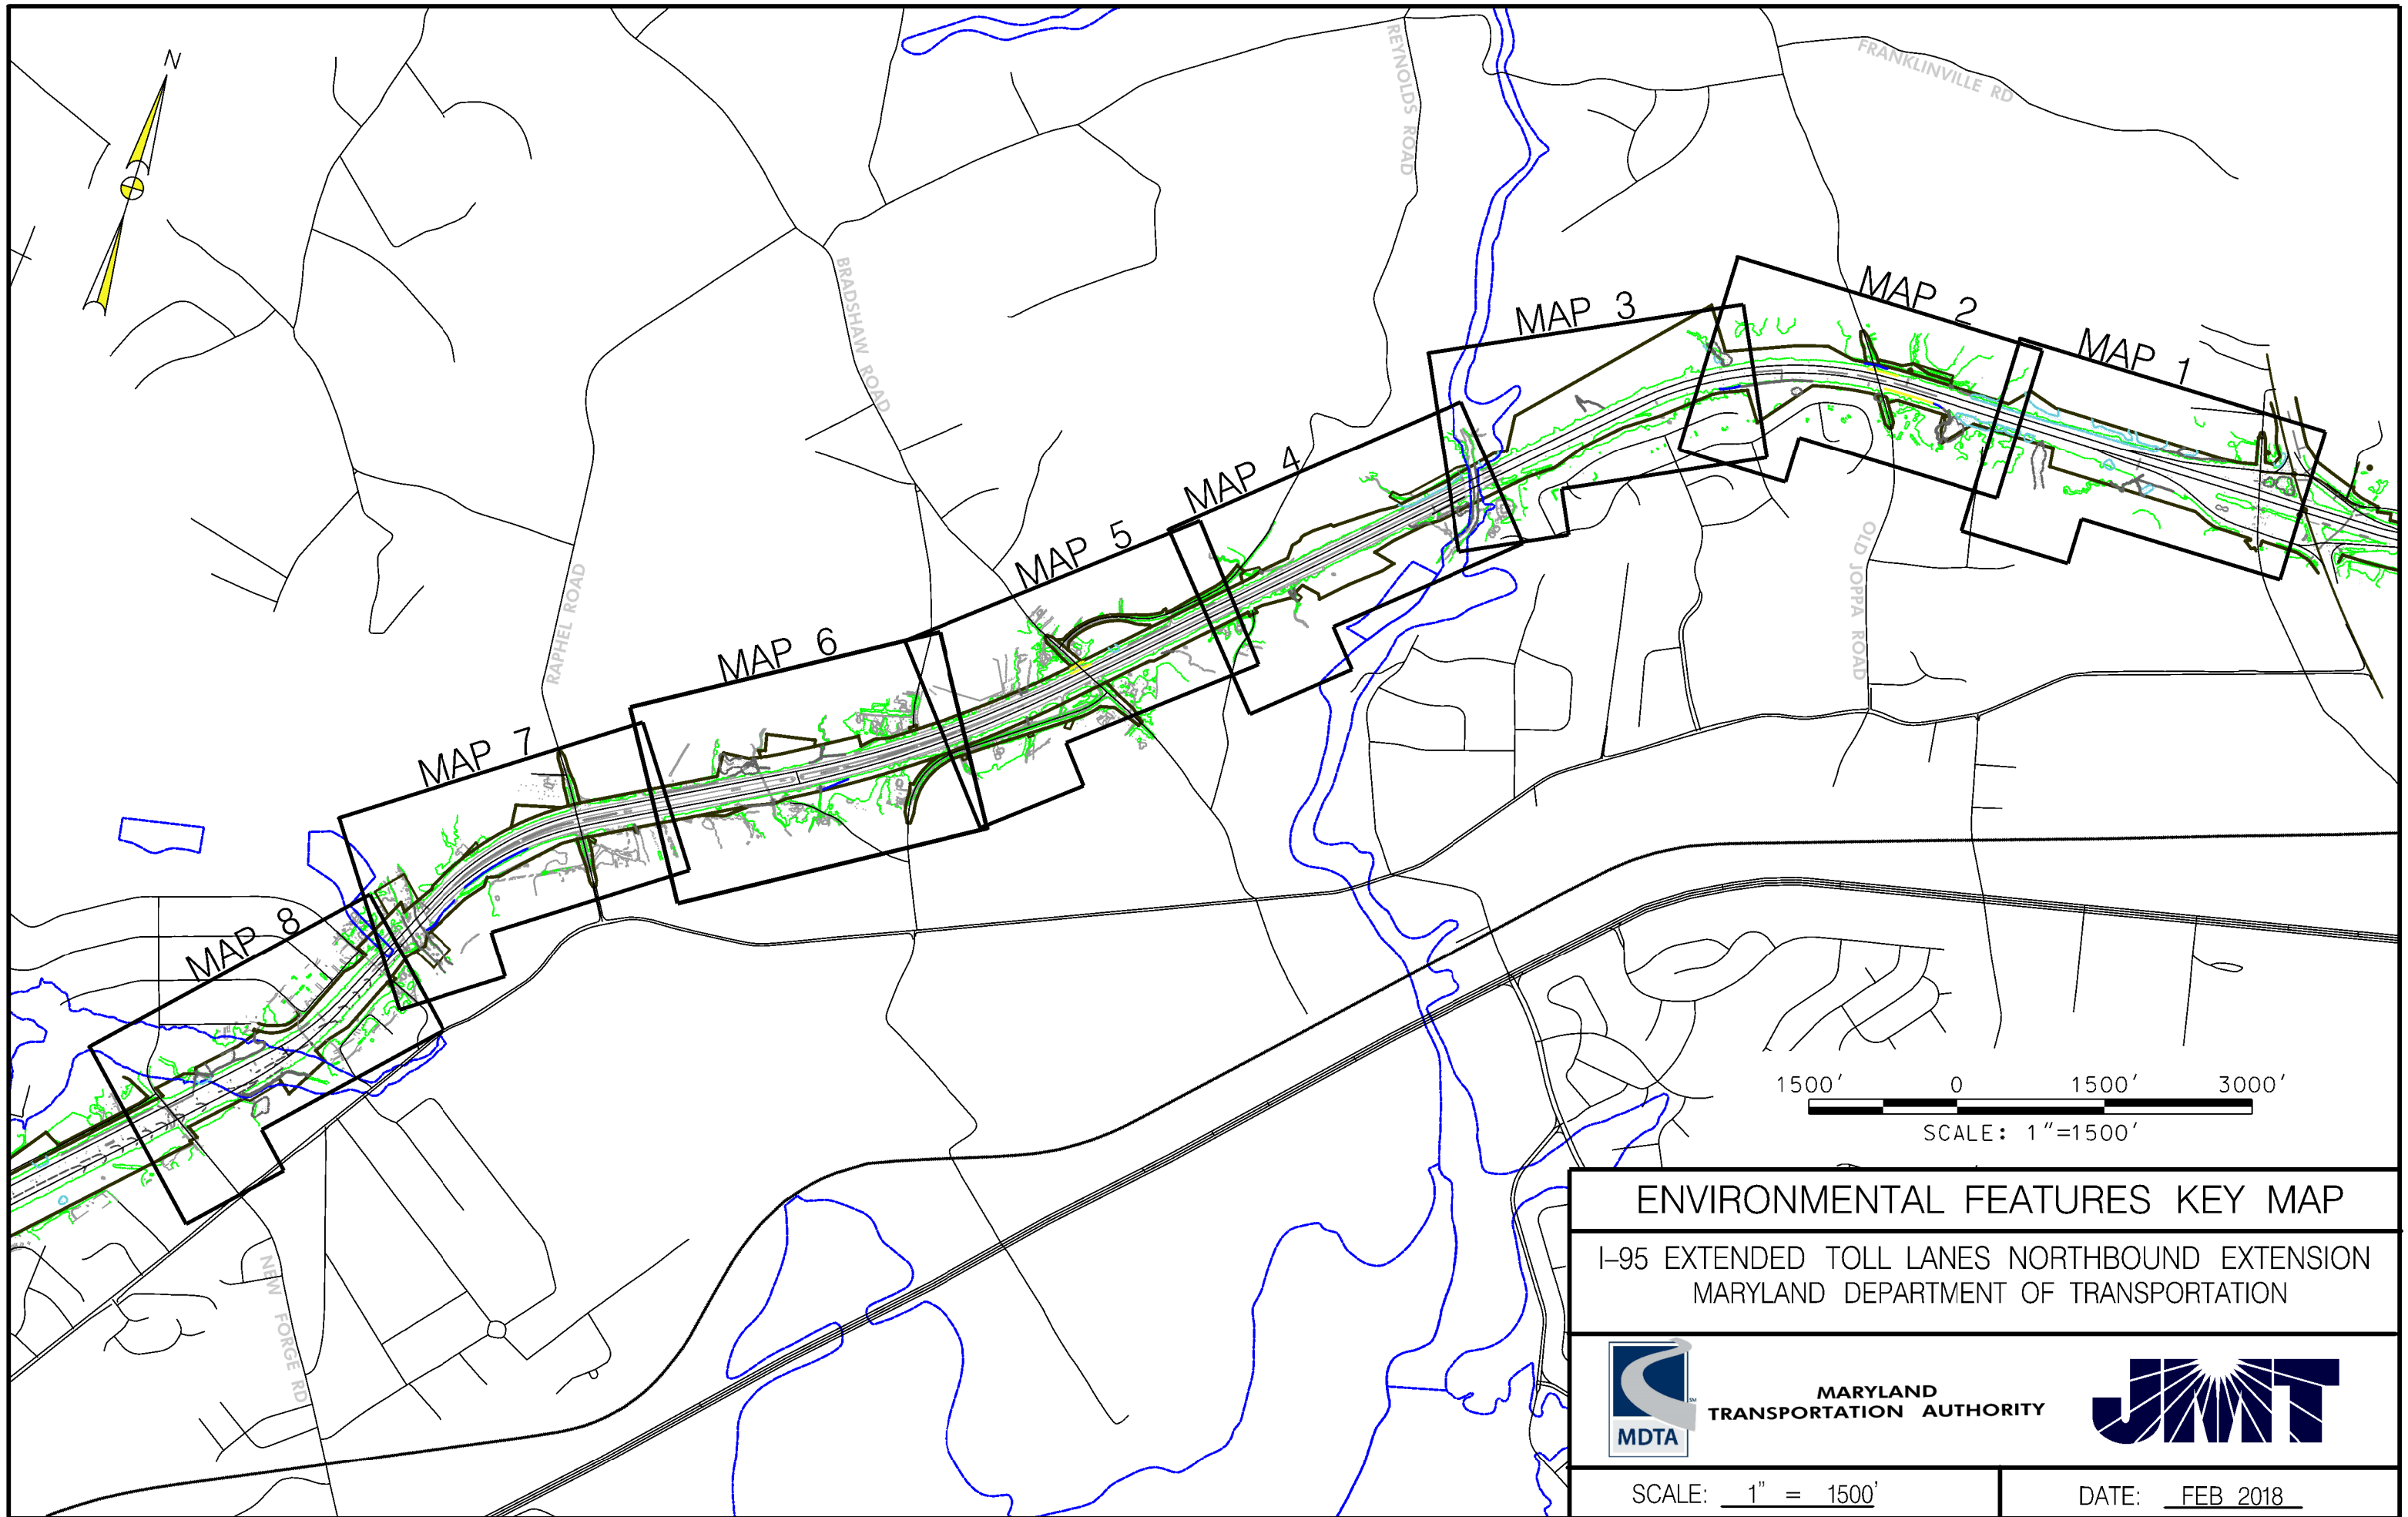 N
REYNOLDS ROAD
FRANKLINVILLE RD
BRADSHAW ROAD
MAP 3
MAP 2
MAP 1
MAP 4
MAP 5
OLD JOPPA ROAD
RAPHEL ROAD
MAP 6
MAP 7
MAP 8
NEW FORGE RD
1500' 0 1500' 3000'
SCALE: 1"=1500'
ENVIRONMENTAL FEATURES KEY MAP
I-95 EXTENDED TOLL LANES NORTHBOUND EXTENSION
MARYLAND DEPARTMENT OF TRANSPORTATION
SM
MDTA
MARYLAND
TRANSPORTATION AUTHORITY
JMT
SCALE: 1" = 1500'
DATE: FEB 2018